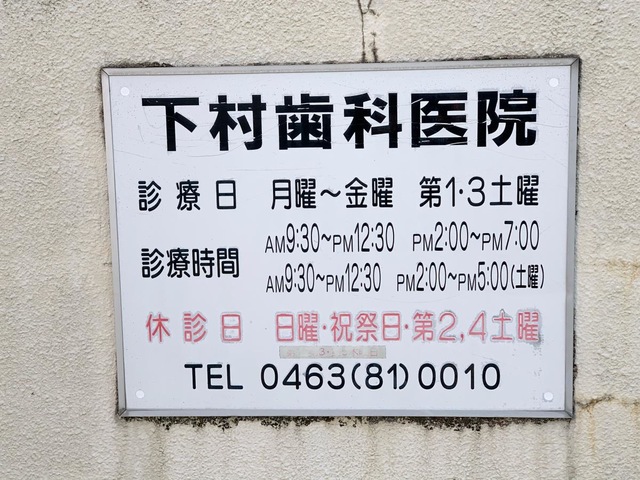 下村歯科医院
診療日 月曜～金曜 第1・3土曜
診療時間 AM9:30～PM12:30 PM2:00～PM7:00
AM9:30～PM12:30 PM2:00～PM5:00(土曜)
休診日 日曜・祝祭日・第2,4土曜
TEL 0463(81)0010